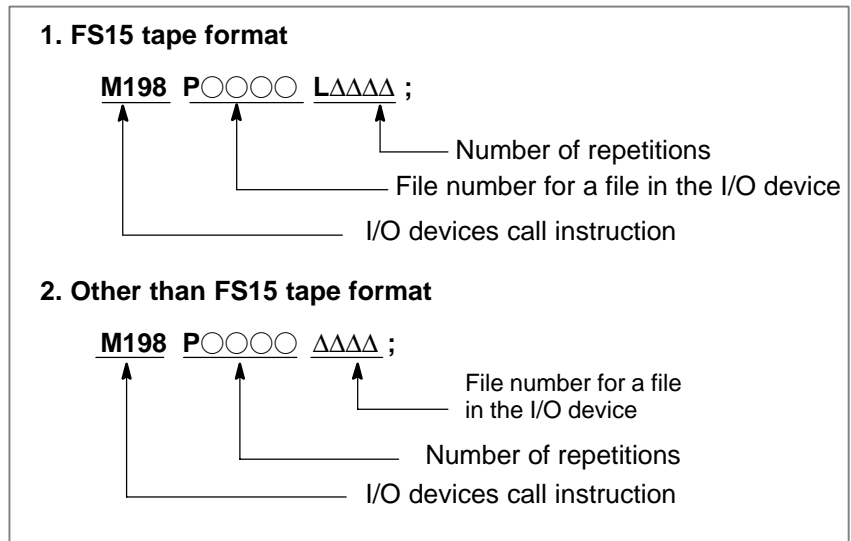 1. FS15 tape format
M198 P○○○○ L∆∆∆∆ ;
Number of repetitions
File number for a file in the I/O device
I/O devices call instruction
2. Other than FS15 tape format
M198 P○○○○ ∆∆∆∆ ;
File number for a file
in the I/O device
Number of repetitions
I/O devices call instruction